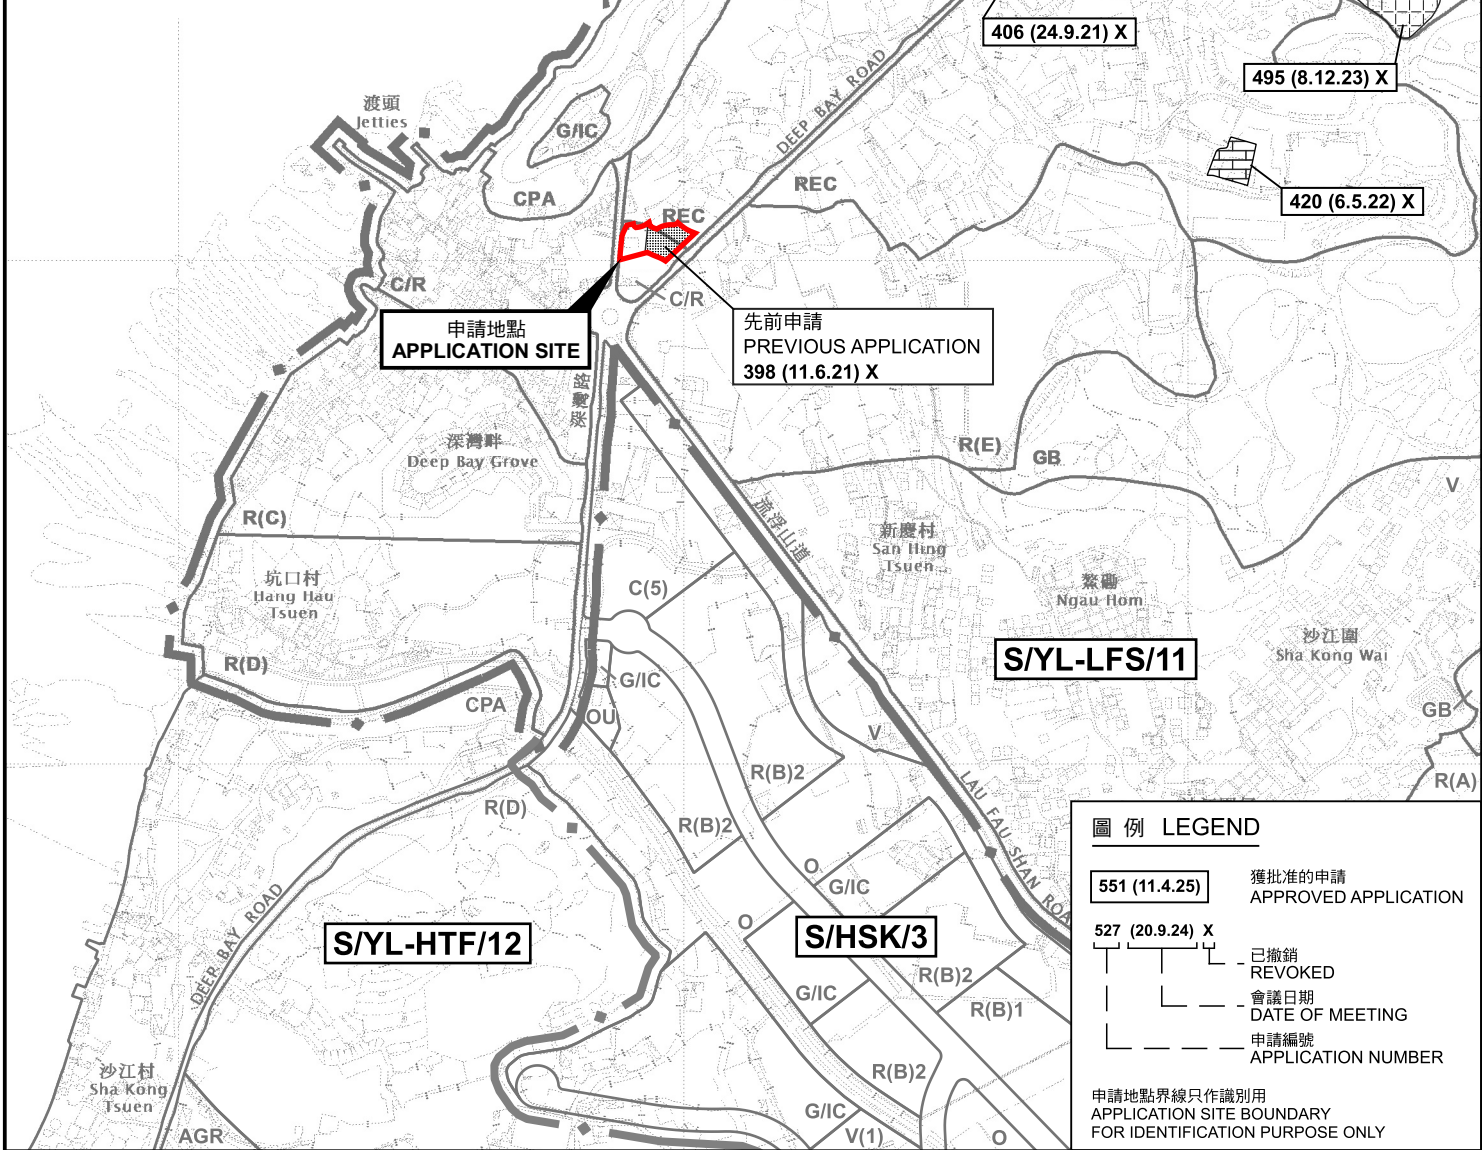 406 (24.9.21) X
495 (8.12.23) X
420 (6.5.22) X
渡頭
Jetties
G/IC
DEEP BAY ROAD
CPA
REC
REC
C/R
C/R
申請地點
APPLICATION SITE
先前申請
PREVIOUS APPLICATION
398 (11.6.21) X
深灣路
深灣畔
Deep Bay Grove
R(E)
GB
V
R(C)
流浮山道
新慶村
San Hing
Tsuen
坑口村
Hang Hau
Tsuen
C(5)
鰲磡
Ngau Hom
沙江圍
Sha Kong Wai
S/YL-LFS/11
R(D)
G/IC
CPA
OU
GB
V
R(B)2
R(A)
R(D)
R(B)2
LAU FAU SHAN ROA
O
G/IC
DEEP BAY ROAD
O
S/YL-HTF/12
S/HSK/3
R(B)2
G/IC
R(B)1
沙江村
Sha Kong
Tsuen
R(B)2
G/IC
AGR
V(1)
O
圖 例 LEGEND
551 (11.4.25)
獲批准的申請
APPROVED APPLICATION
527 (20.9.24) X
已撤銷
REVOKED
會議日期
DATE OF MEETING
申請編號
APPLICATION NUMBER
申請地點界線只作識別用
APPLICATION SITE BOUNDARY
FOR IDENTIFICATION PURPOSE ONLY